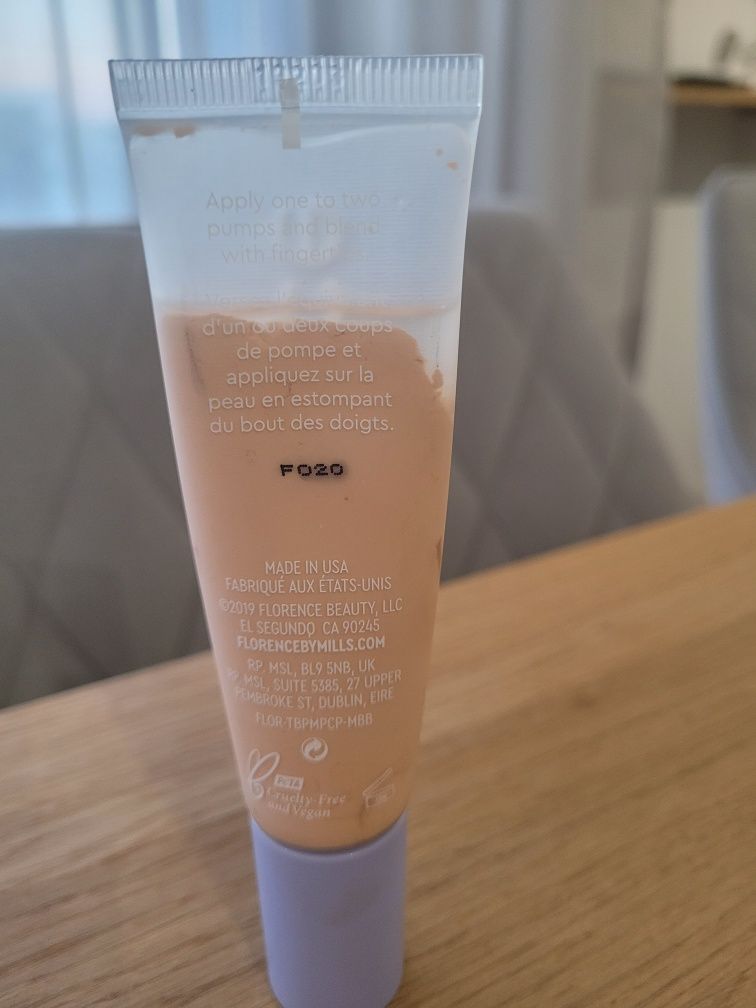 Apply one to two
pumps and blend
with fingertips.
d'un ou deux coups
de pompe et
appliquez sur la
peau en estompant
du bout des doigts.
F020
MADE IN USA
FABRIQUÉ AUX ÉTATS-UNIS
©2019 FLORENCE BEAUTY, LLC
EL SEGUNDO CA 90245
FLORENCEBYMILLS.COM
RP. MSL, BL9 5NB, UK
RP. MSL, SUITE 5385, 27 UPPER
PEMBROKE ST, DUBLIN, EIRE
FLOR-TBPMPCP-MBB
PeTA
Cruelty-Free
and Vegan